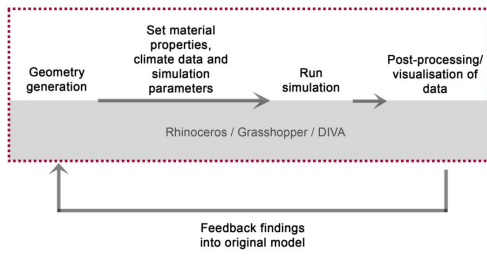 Geometry
generation
Set material
properties,
climate data and
simulation
parameters
Run
simulation
Post-processing/
visualisation of
data
Rhinoceros / Grasshopper / DIVA
Feedback findings
into original model